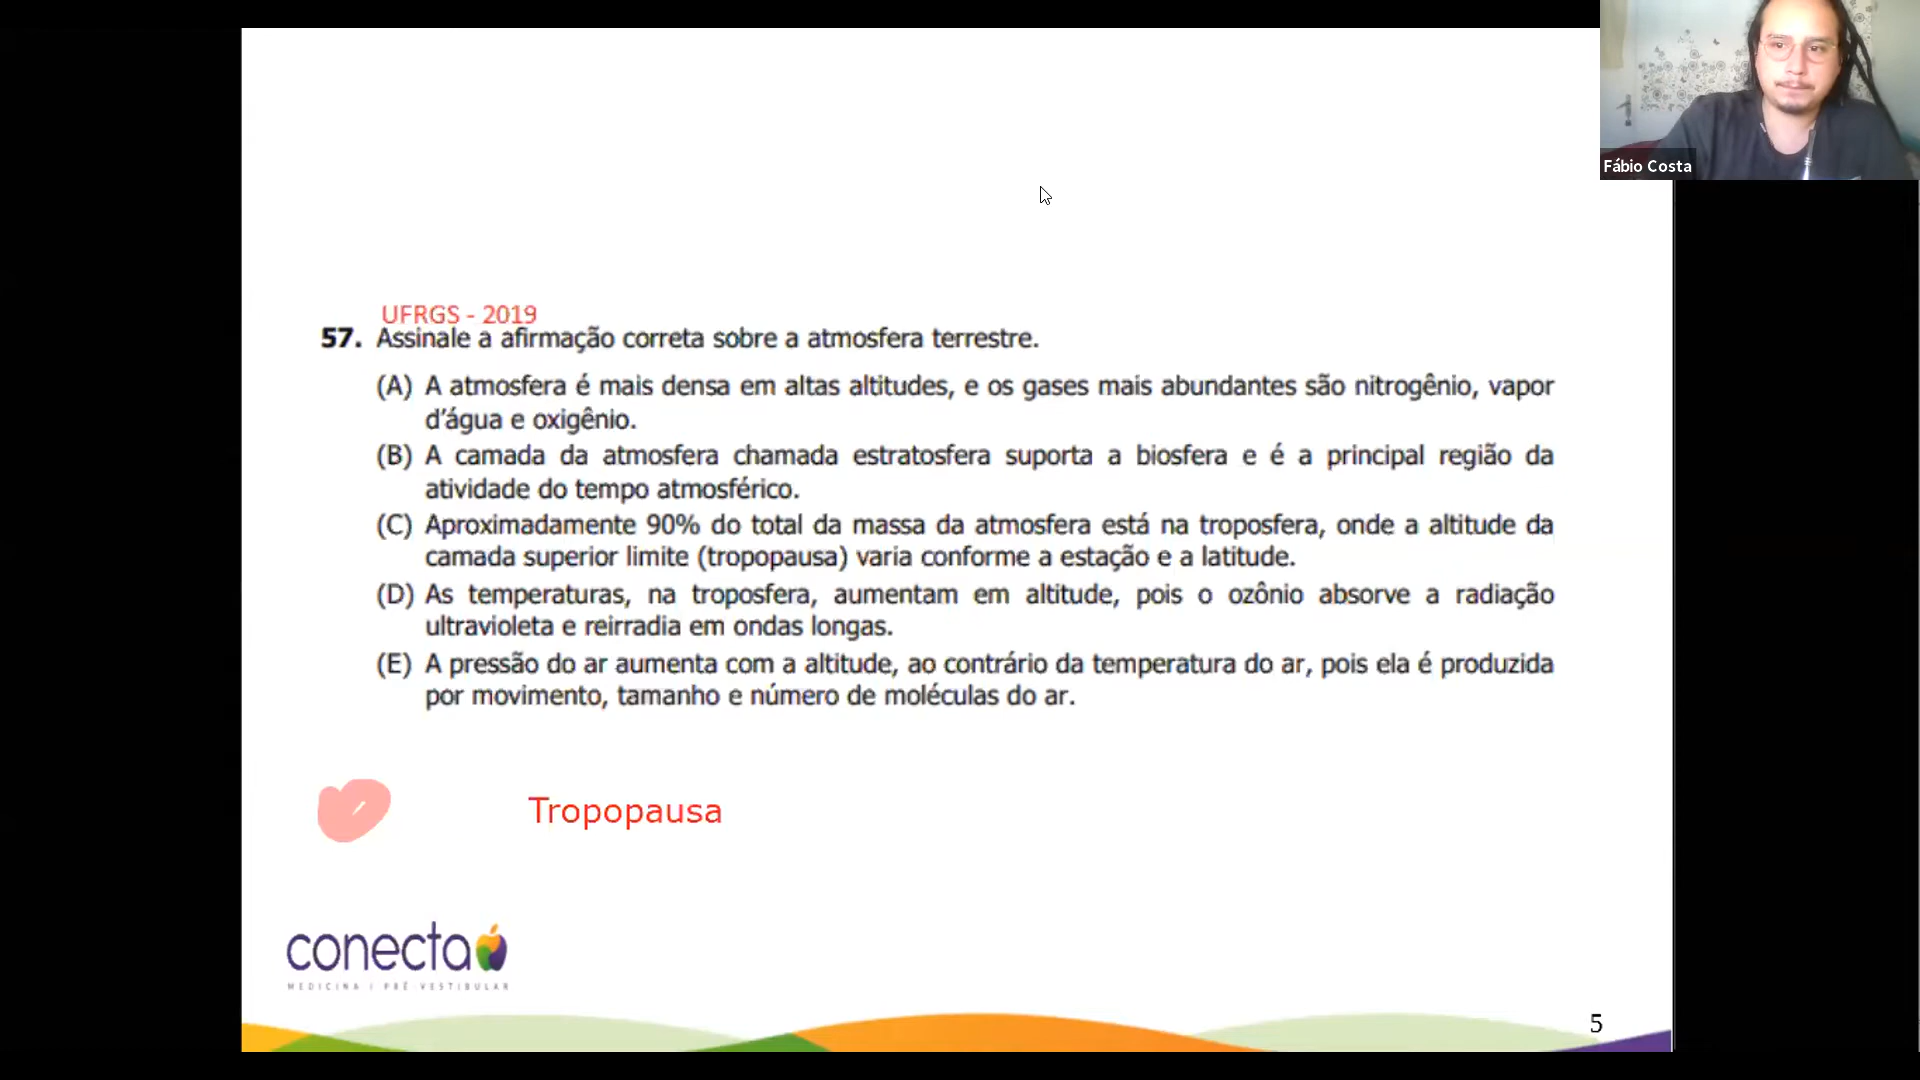 Fábio Costa
UFRGS - 2019
57. Assinale a afirmação correta sobre a atmosfera terrestre.
(A) A atmosfera é mais densa em altas altitudes, e os gases mais abundantes são nitrogênio, vapor
d’água e oxigênio.
(B) A camada da atmosfera chamada estratosfera suporta a biosfera e é a principal região da
atividade do tempo atmosférico.
(C) Aproximadamente 90% do total da massa da atmosfera está na troposfera, onde a altitude da
camada superior limite (tropopausa) varia conforme a estação e a latitude.
(D) As temperaturas, na troposfera, aumentam em altitude, pois o ozônio absorve a radiação
ultravioleta e reirradia em ondas longas.
(E) A pressão do ar aumenta com a altitude, ao contrário da temperatura do ar, pois ela é produzida
por movimento, tamanho e número de moléculas do ar.
Tropopausa
conecta
MEDICINA | PRÉ-VESTIBULAR
5